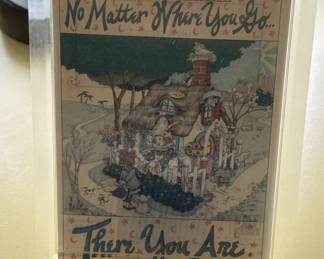 No Matter Where You Go...
There You Are.